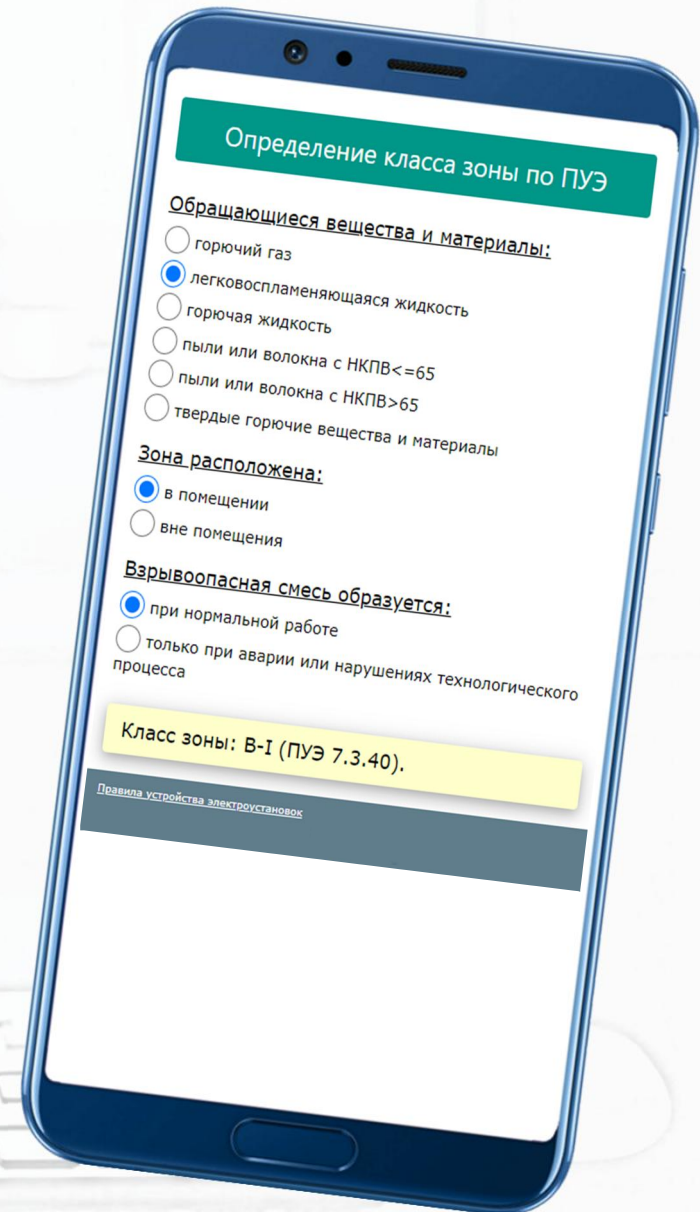 Определение класса зоны по ПУЭ
Обращающиеся вещества и материалы:
горючий газ
легковоспламеняющаяся жидкость
горючая жидкость
пыли или волокна с НКПВ<=65
пыли или волокна с НКПВ>65
твердые горючие вещества и материалы
Зона расположена:
в помещении
вне помещения
Взрывоопасная смесь образуется:
при нормальной работе
только при аварии или нарушениях технологического
процесса
Класс зоны: В-I (ПУЭ 7.3.40).
Правила устройства электроустановок